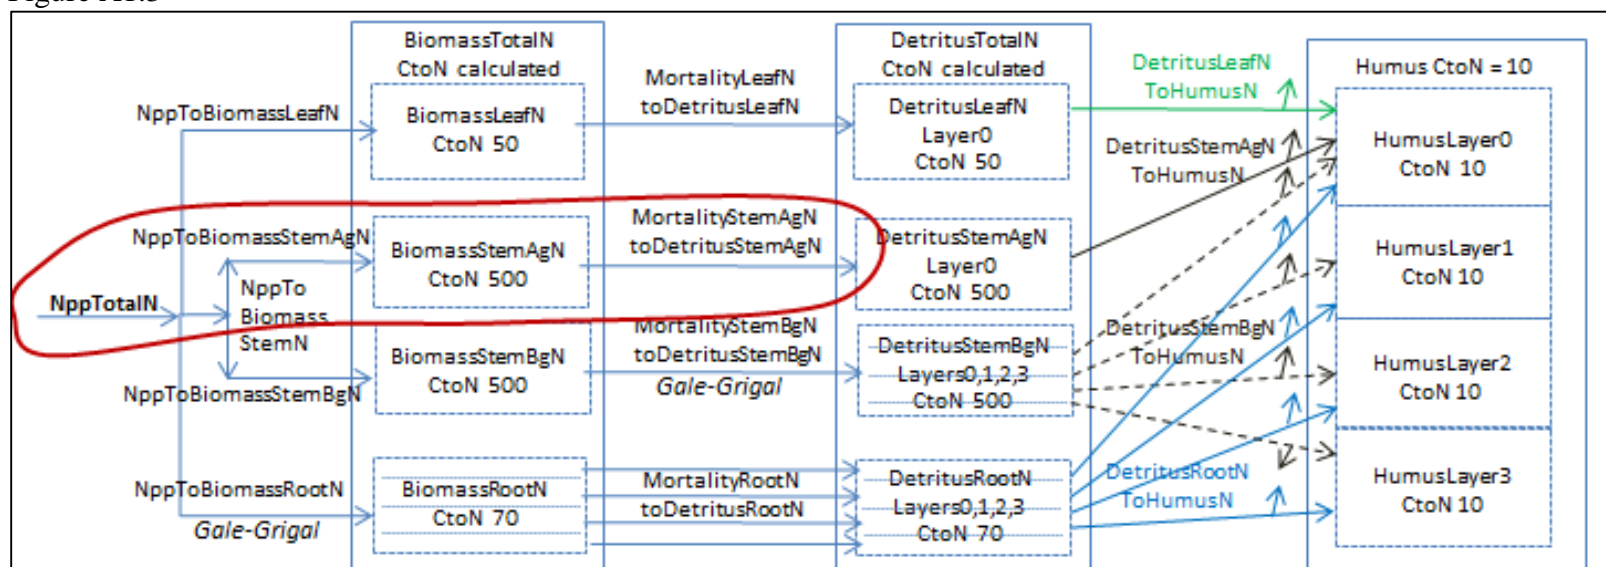 BiomassTotalN
CtoN calculated
DetritusTotalN
CtoN calculated
Humus CtoN = 10
NppToBiomassLeafN
BiomassLeafN
CtoN 50
MortalityLeafN
toDetritusLeafN
DetritusLeafN
Layer0
CtoN 50
DetritusLeafN
ToHumusN
HumusLayer0
CtoN 10
NppTotalN
NppToBiomassStemAgN
NppTo
Biomass
StemN
BiomassStemAgN
CtoN 500
MortalityStemAgN
toDetritusStemAgN
DetritusStemAgN
Layer0
CtoN 500
DetritusStemAgN
ToHumusN
HumusLayer1
CtoN 10
NppToBiomassStemBgN
BiomassStemBgN
CtoN 500
MortalityStemBgN
toDetritusStemBgN
Gale-Grigal
DetritusStemBgN
Layers0,1,2,3
CtoN 500
DetritusStemBgN
ToHumusN
HumusLayer2
CtoN 10
NppToBiomassRootN
Gale-Grigal
BiomassRootN
CtoN 70
MortalityRootN
toDetritusRootN
DetritusRootN
Layers0,1,2,3
CtoN 70
DetritusRootN
ToHumusN
HumusLayer3
CtoN 10